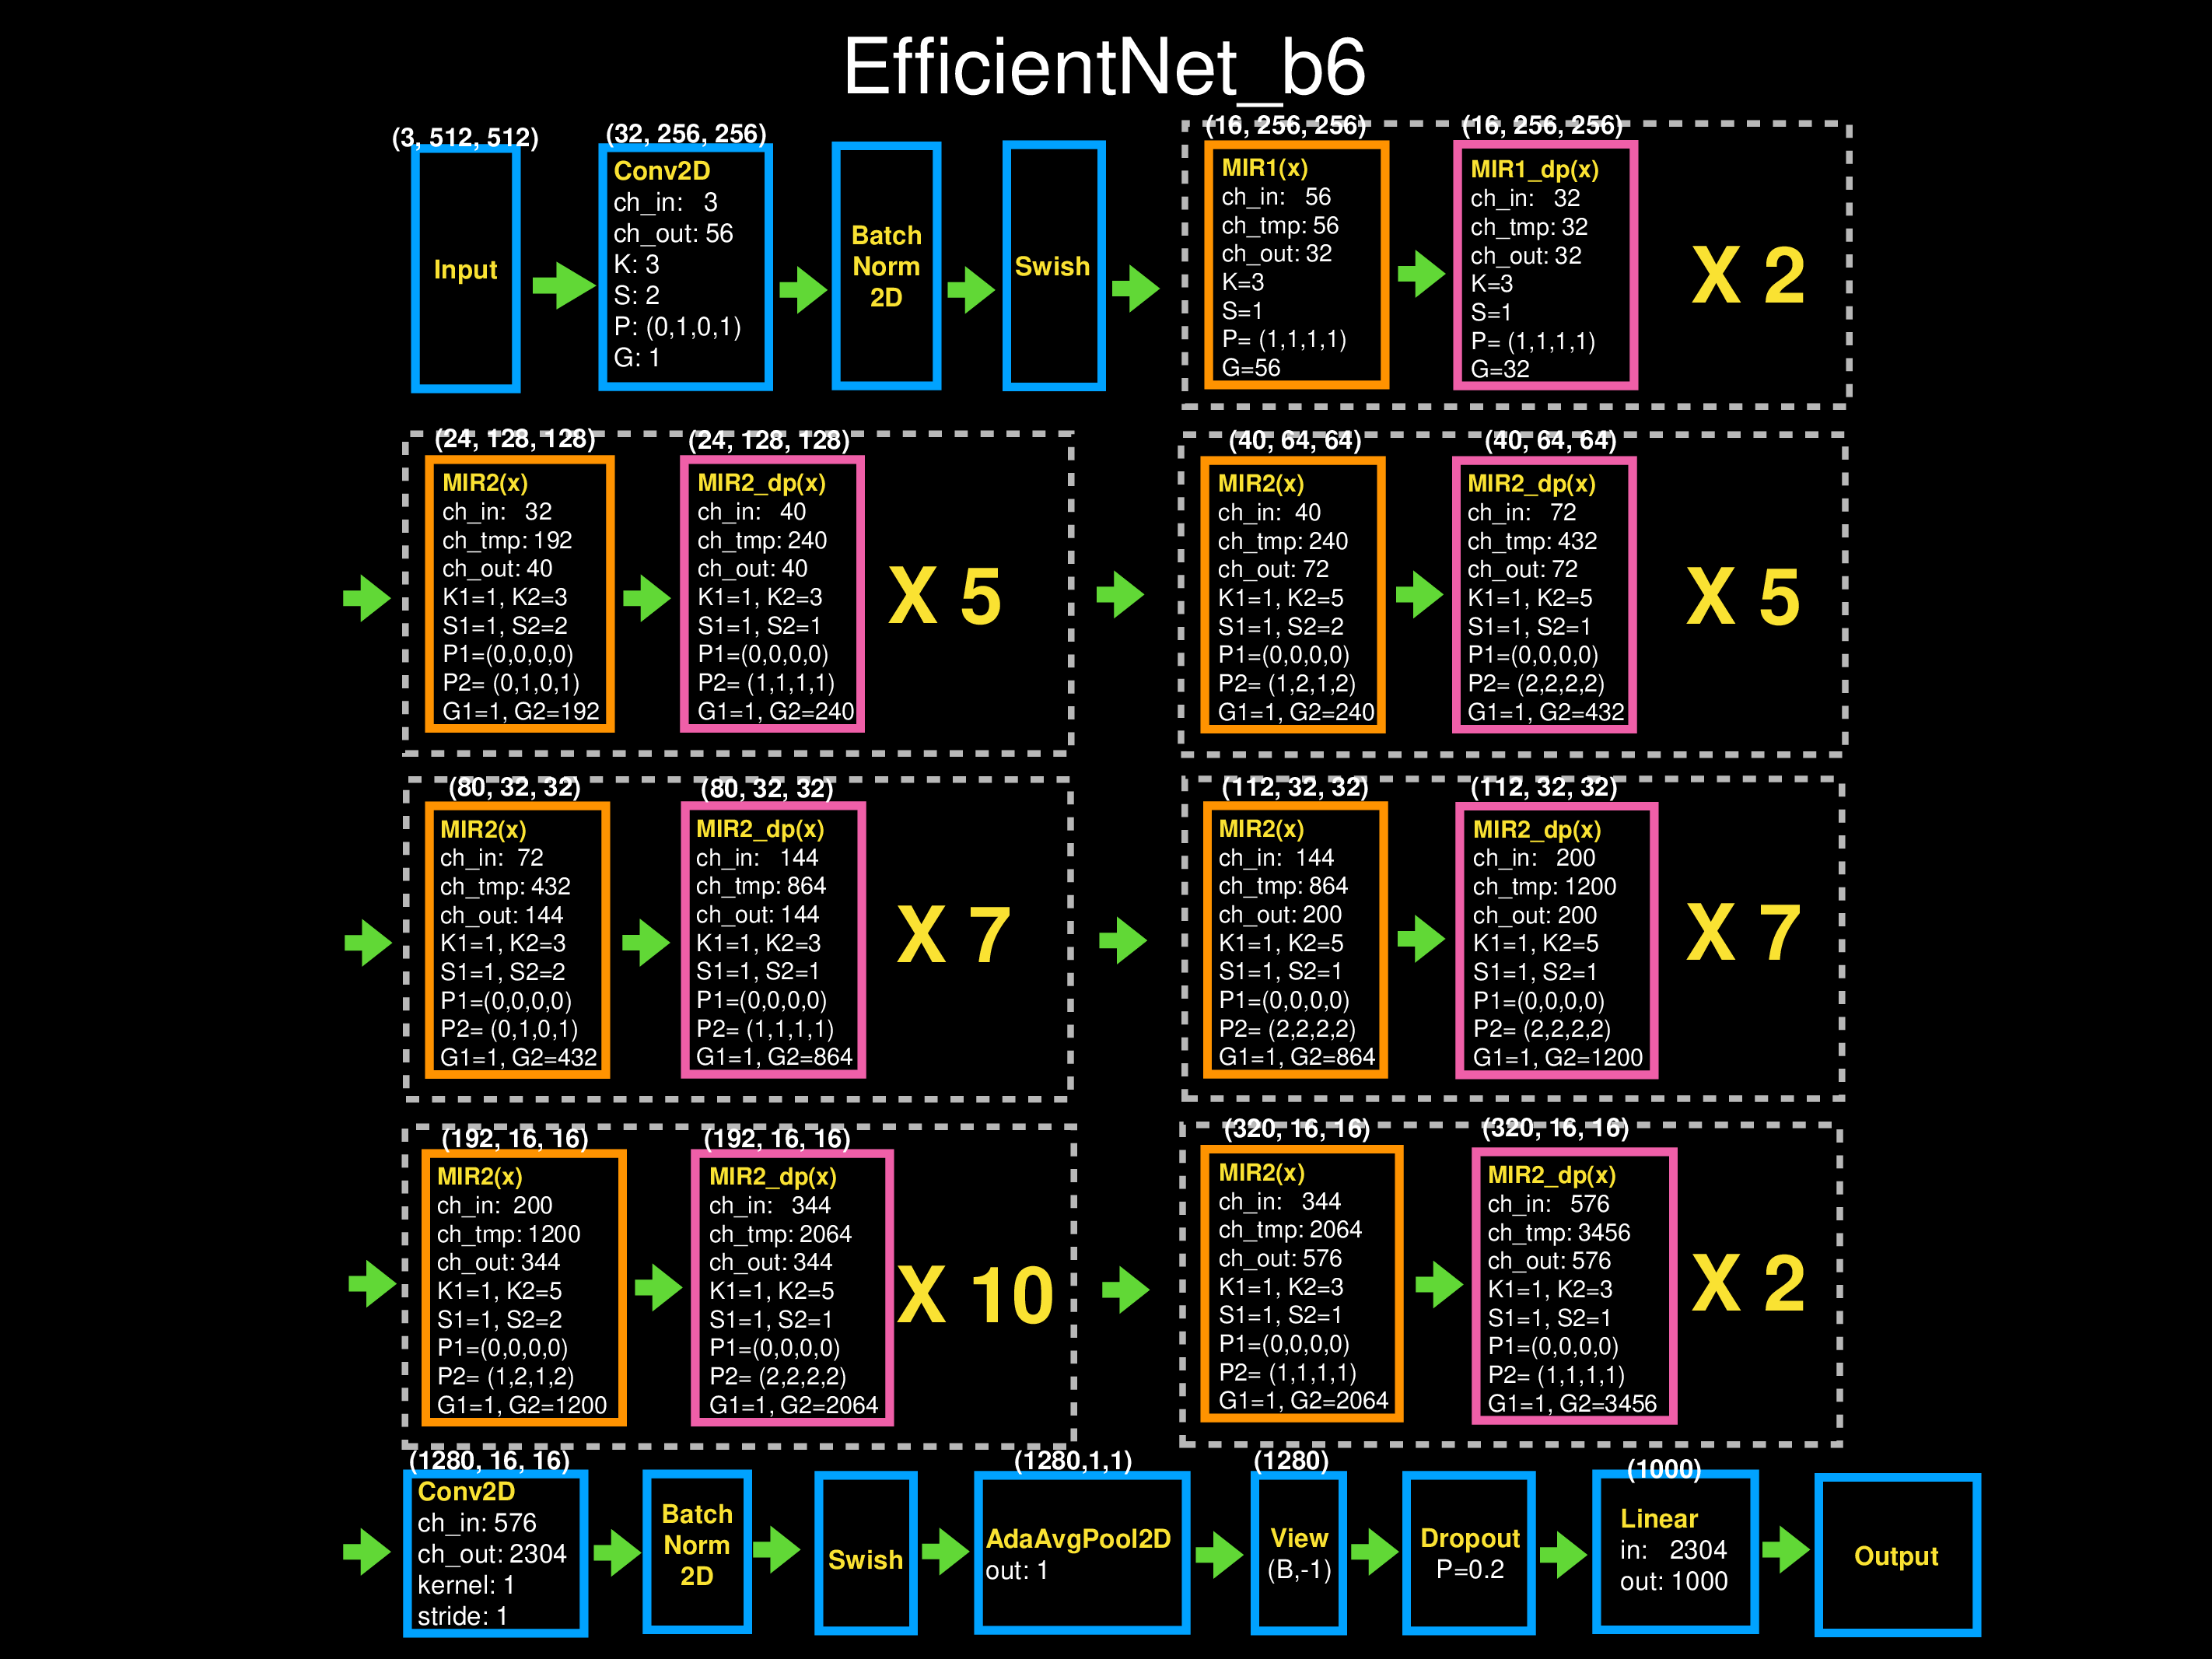 EfficientNet_b6
(3, 512, 512)
Input
(32, 256, 256)
Conv2D
ch_in: 3
ch_out: 56
K: 3
S: 2
P: (0,1,0,1)
G: 1
Batch
Norm
2D
Swish
(16, 256, 256)
MIR1(x)
ch_in: 56
ch_tmp: 56
ch_out: 32
K=3
S=1
P= (1,1,1,1)
G=56
(16, 256, 256)
MIR1_dp(x)
ch_in: 32
ch_tmp: 32
ch_out: 32
K=3
S=1
P= (1,1,1,1)
G=32
X 2
(24, 128, 128)
MIR2(x)
ch_in: 32
ch_tmp: 192
ch_out: 40
K1=1, K2=3
S1=1, S2=2
P1=(0,0,0,0)
P2= (0,1,0,1)
G1=1, G2=192
(24, 128, 128)
MIR2_dp(x)
ch_in: 40
ch_tmp: 240
ch_out: 40
K1=1, K2=3
S1=1, S2=1
P1=(0,0,0,0)
P2= (1,1,1,1)
G1=1, G2=240
X 5
(40, 64, 64)
MIR2(x)
ch_in: 40
ch_tmp: 240
ch_out: 72
K1=1, K2=5
S1=1, S2=2
P1=(0,0,0,0)
P2= (1,2,1,2)
G1=1, G2=240
(40, 64, 64)
MIR2_dp(x)
ch_in: 72
ch_tmp: 432
ch_out: 72
K1=1, K2=5
S1=1, S2=1
P1=(0,0,0,0)
P2= (2,2,2,2)
G1=1, G2=432
X 5
(80, 32, 32)
MIR2(x)
ch_in: 72
ch_tmp: 432
ch_out: 144
K1=1, K2=3
S1=1, S2=2
P1=(0,0,0,0)
P2= (0,1,0,1)
G1=1, G2=432
(80, 32, 32)
MIR2_dp(x)
ch_in: 144
ch_tmp: 864
ch_out: 144
K1=1, K2=3
S1=1, S2=1
P1=(0,0,0,0)
P2= (1,1,1,1)
G1=1, G2=864
X 7
(112, 32, 32)
MIR2(x)
ch_in: 144
ch_tmp: 864
ch_out: 200
K1=1, K2=5
S1=1, S2=1
P1=(0,0,0,0)
P2= (2,2,2,2)
G1=1, G2=864
(112, 32, 32)
MIR2_dp(x)
ch_in: 200
ch_tmp: 1200
ch_out: 200
K1=1, K2=5
S1=1, S2=1
P1=(0,0,0,0)
P2= (2,2,2,2)
G1=1, G2=1200
X 7
(192, 16, 16)
MIR2(x)
ch_in: 200
ch_tmp: 1200
ch_out: 344
K1=1, K2=5
S1=1, S2=2
P1=(0,0,0,0)
P2= (1,2,1,2)
G1=1, G2=1200
(192, 16, 16)
MIR2_dp(x)
ch_in: 344
ch_tmp: 2064
ch_out: 344
K1=1, K2=5
S1=1, S2=1
P1=(0,0,0,0)
P2= (2,2,2,2)
G1=1, G2=2064
X 10
(320, 16, 16)
MIR2(x)
ch_in: 344
ch_tmp: 2064
ch_out: 576
K1=1, K2=3
S1=1, S2=1
P1=(0,0,0,0)
P2= (1,1,1,1)
G1=1, G2=2064
(320, 16, 16)
MIR2_dp(x)
ch_in: 576
ch_tmp: 3456
ch_out: 576
K1=1, K2=3
S1=1, S2=1
P1=(0,0,0,0)
P2= (1,1,1,1)
G1=1, G2=3456
X 2
(1280, 16, 16)
Conv2D
ch_in: 576
ch_out: 2304
kernel: 1
stride: 1
Batch
Norm
2D
Swish
(1280,1,1)
AdaAvgPool2D
out: 1
(1280)
View
(B,-1)
Dropout
P=0.2
(1000)
Linear
in: 2304
out: 1000
Output